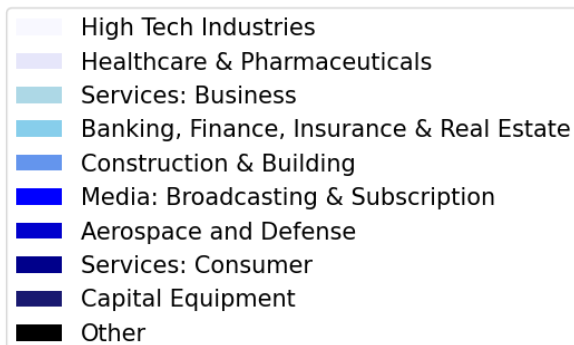 High Tech Industries
Healthcare & Pharmaceuticals
Services: Business
Banking, Finance, Insurance & Real Estate
Construction & Building
Media: Broadcasting & Subscription
Aerospace and Defense
Services: Consumer
Capital Equipment
Other